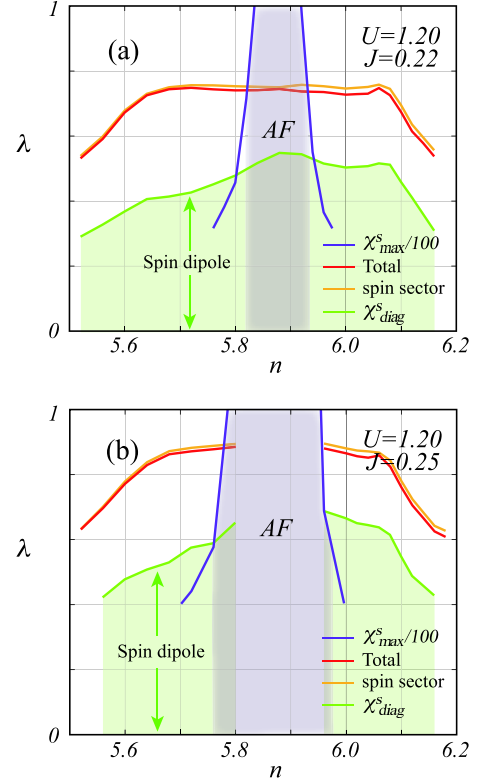 1
(a)
U=1.20
J=0.22
λ
AF
Spin dipole
χˢmax/100
Total
spin sector
χˢdiag
0
5.6 5.8 6.0 6.2
n
1
(b)
U=1.20
J=0.25
λ
AF
Spin dipole
χˢmax/100
Total
spin sector
χˢdiag
0
5.6 5.8 6.0 6.2
n